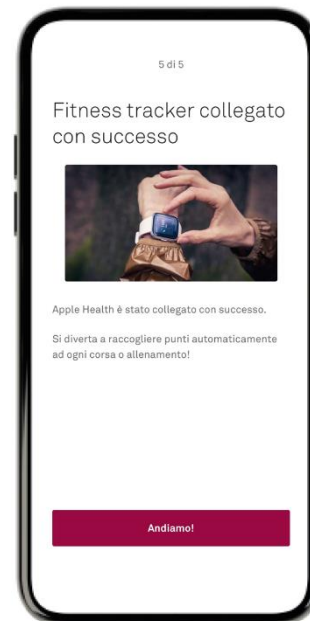 5 di 5
Fitness tracker collegato
con successo
Apple Health è stato collegato con successo.
Si diverta a raccogliere punti automaticamente
ad ogni corsa o allenamento!
Andiamo!